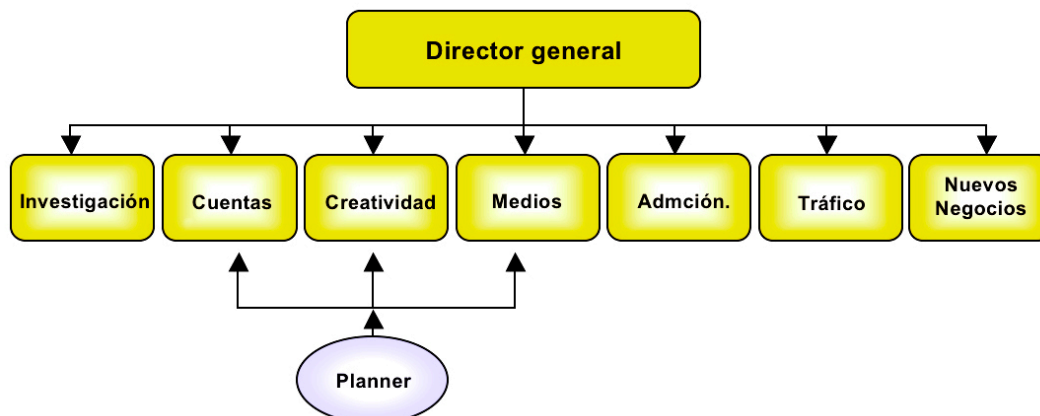 Director general
Investigación
Cuentas
Creatividad
Medios
Admción.
Tráfico
Nuevos
Negocios
Planner